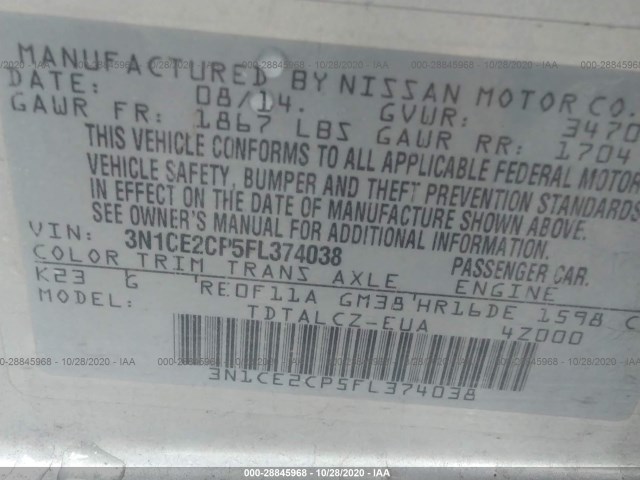 MANUFACTURED BY NISSAN MOTOR CO.
DATE: 08/14. GVWR: 3470
GAWR FR: 1867 LBS GAWR RR: 1704
THIS VEHICLE CONFORMS TO ALL APPLICABLE FEDERAL MOTOR
VEHICLE SAFETY, BUMPER AND THEFT PREVENTION STANDARDS
IN EFFECT ON THE DATE OF MANUFACTURE SHOWN ABOVE.
SEE OWNER'S MANUAL FOR ADDITIONAL INFORMATION.
VIN: 3N1CE2CP5FL374038 PASSENGER CAR.
COLOR TRIM TRANS AXLE ENGINE
K23 G 'RE0F11A GM38'HR16DE 1598 C
MODEL: TDTALCZ-EUA 4Z000
3N1CE2CP5FL374038
000-28845968 • 10/28/2020 - IAA